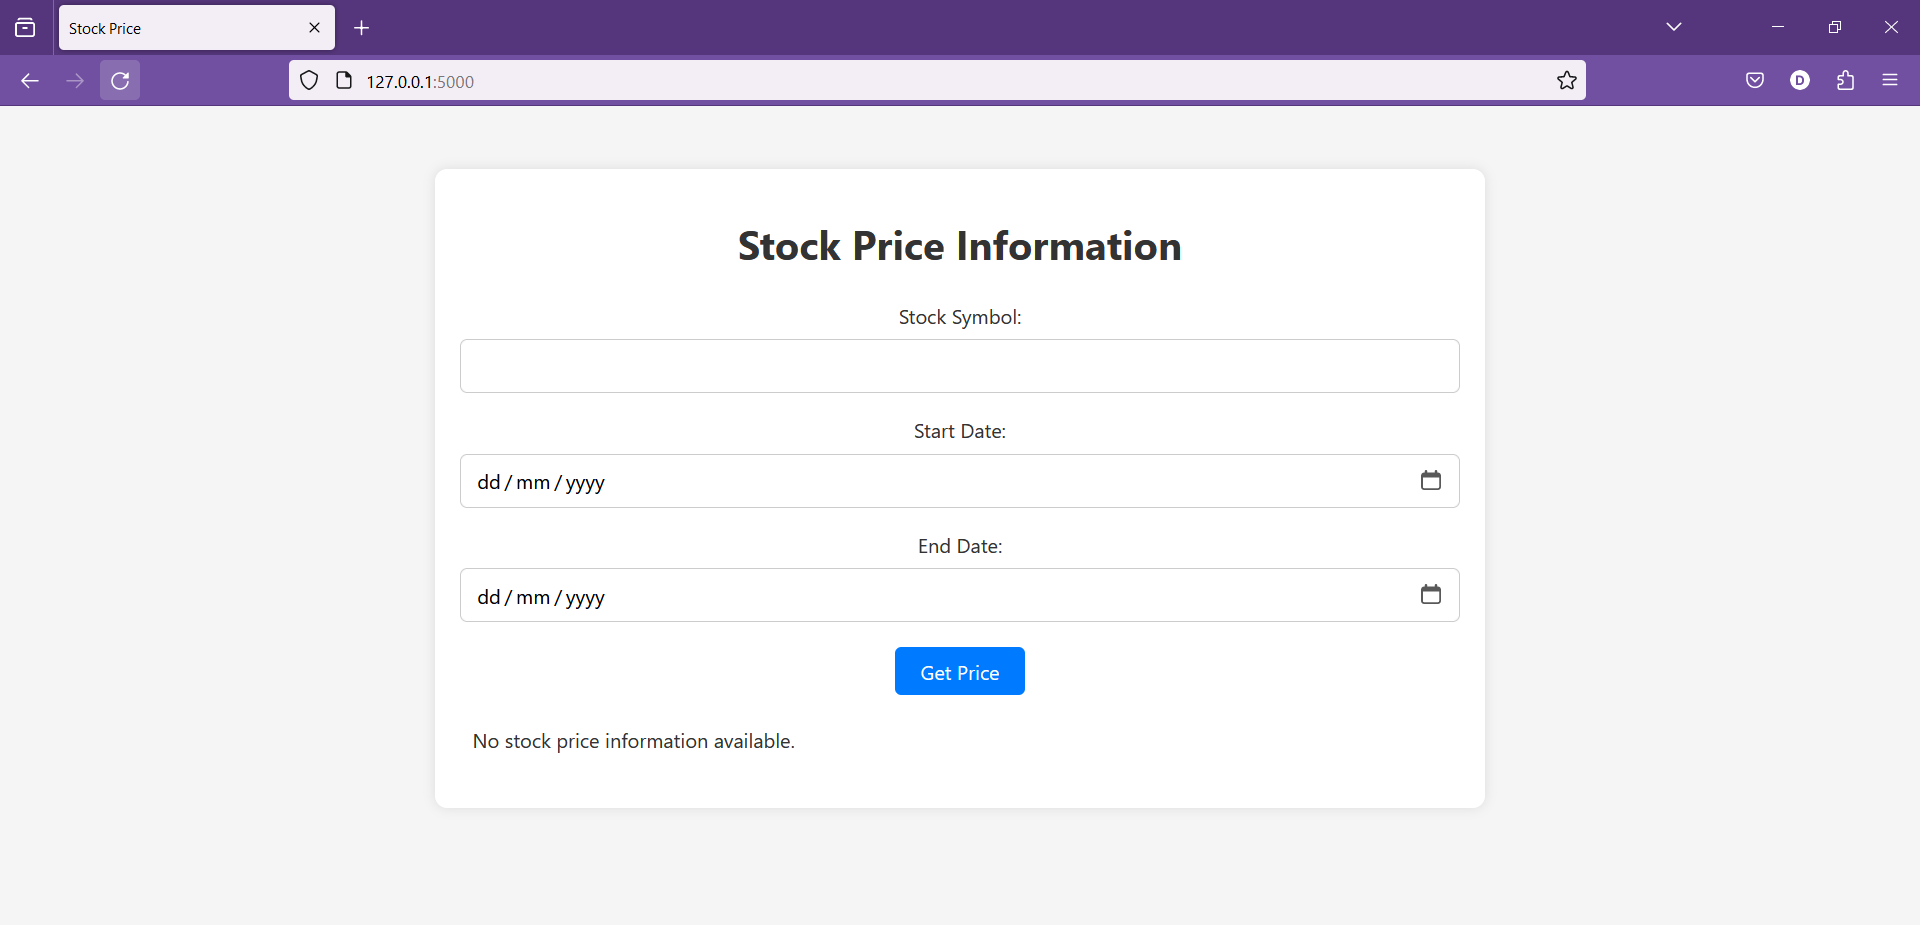 Stock Price
127.0.0.1:5000
D
Stock Price Information
Stock Symbol:
Start Date:
dd / mm / yyyy
End Date:
dd / mm / yyyy
Get Price
No stock price information available.